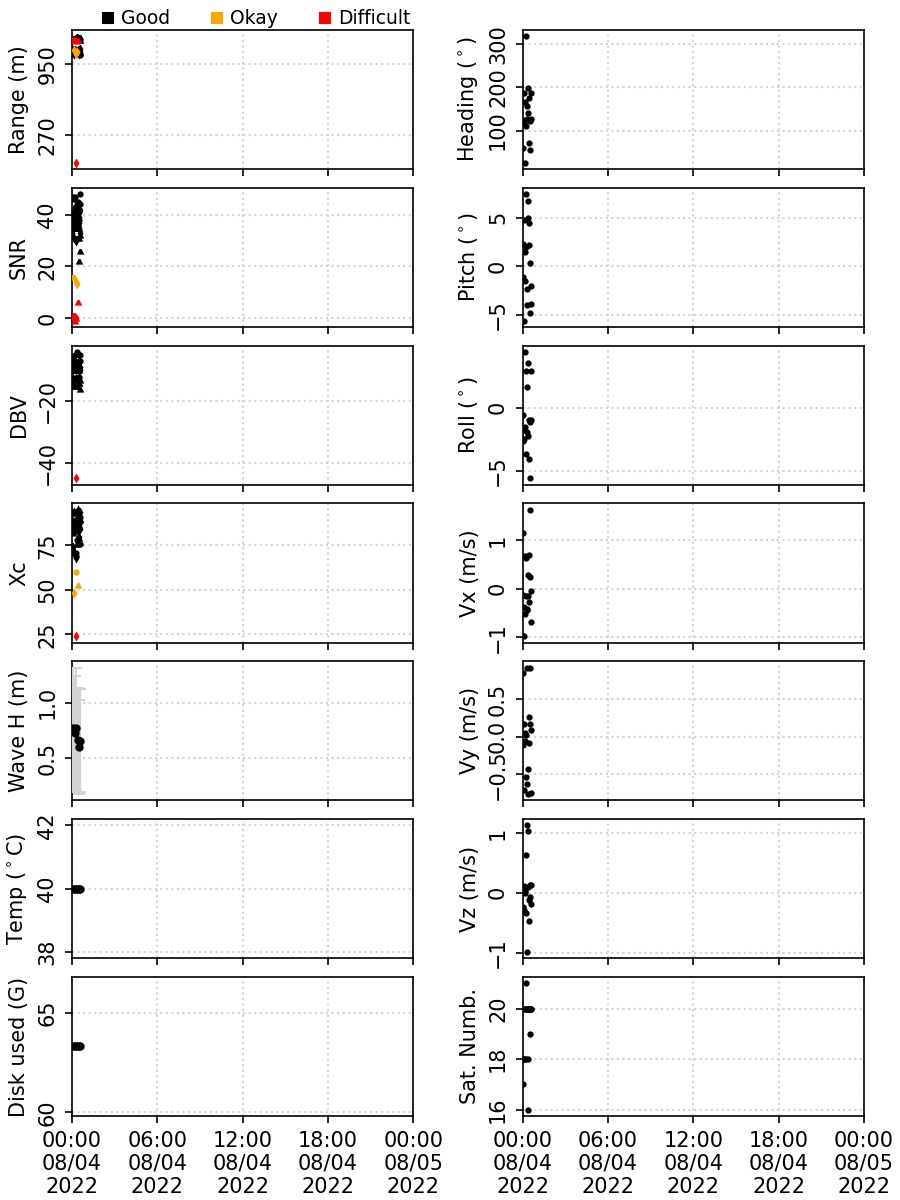 Good Okay Difficult
Range (m)
950
270
Heading (°)
300
200
100
SNR
40
20
0
Pitch (°)
5
0
−5
DBV
−20
−40
Roll (°)
0
−5
Xc
75
50
25
Vx (m/s)
1
0
−1
Wave H (m)
1.0
0.5
Vy (m/s)
0.5
0.0
−0.5
Temp (°C)
42
40
38
Vz (m/s)
1
0
−1
Disk used (G)
65
60
Sat. Numb.
20
18
16
00:00 06:00 12:00 18:00 00:00
08/04 08/04 08/04 08/04 08/05
2022 2022 2022 2022 2022
00:00 06:00 12:00 18:00 00:00
08/04 08/04 08/04 08/04 08/05
2022 2022 2022 2022 2022